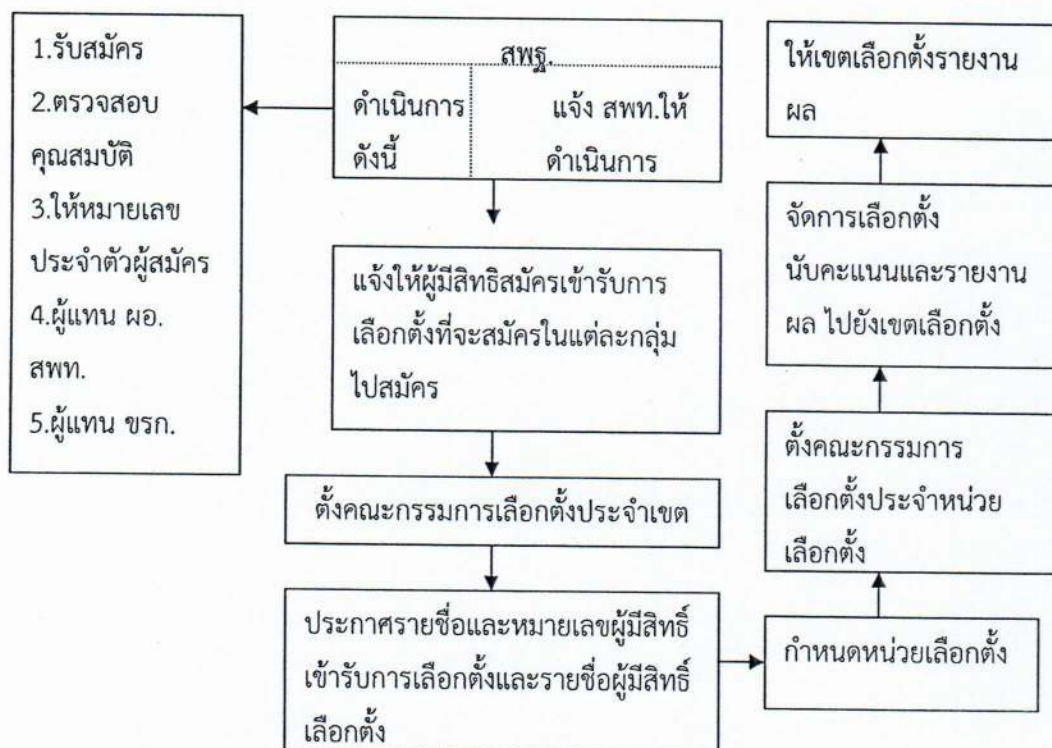 1.รับสมัคร
2.ตรวจสอบ
คุณสมบัติ
3.ให้หมายเลข
ประจำตัวผู้สมัคร
4.ผู้แทน ผอ.
สพท.
5.ผู้แทน ขรก.
สพฐ.
ดำเนินการ
ดังนี้
แจ้ง สพท.ให้
ดำเนินการ
แจ้งให้ผู้มีสิทธิสมัครเข้ารับการ
เลือกตั้งที่จะสมัครในแต่ละกลุ่ม
ไปสมัคร
ตั้งคณะกรรมการเลือกตั้งประจำเขต
ประกาศรายชื่อและหมายเลขผู้มีสิทธิ์
เข้ารับการเลือกตั้งและรายชื่อผู้มีสิทธิ์
เลือกตั้ง
กำหนดหน่วยเลือกตั้ง
ตั้งคณะกรรมการ
เลือกตั้งประจำหน่วย
เลือกตั้ง
จัดการเลือกตั้ง
นับคะแนนและรายงาน
ผล ไปยังเขตเลือกตั้ง
ให้เขตเลือกตั้งรายงาน
ผล